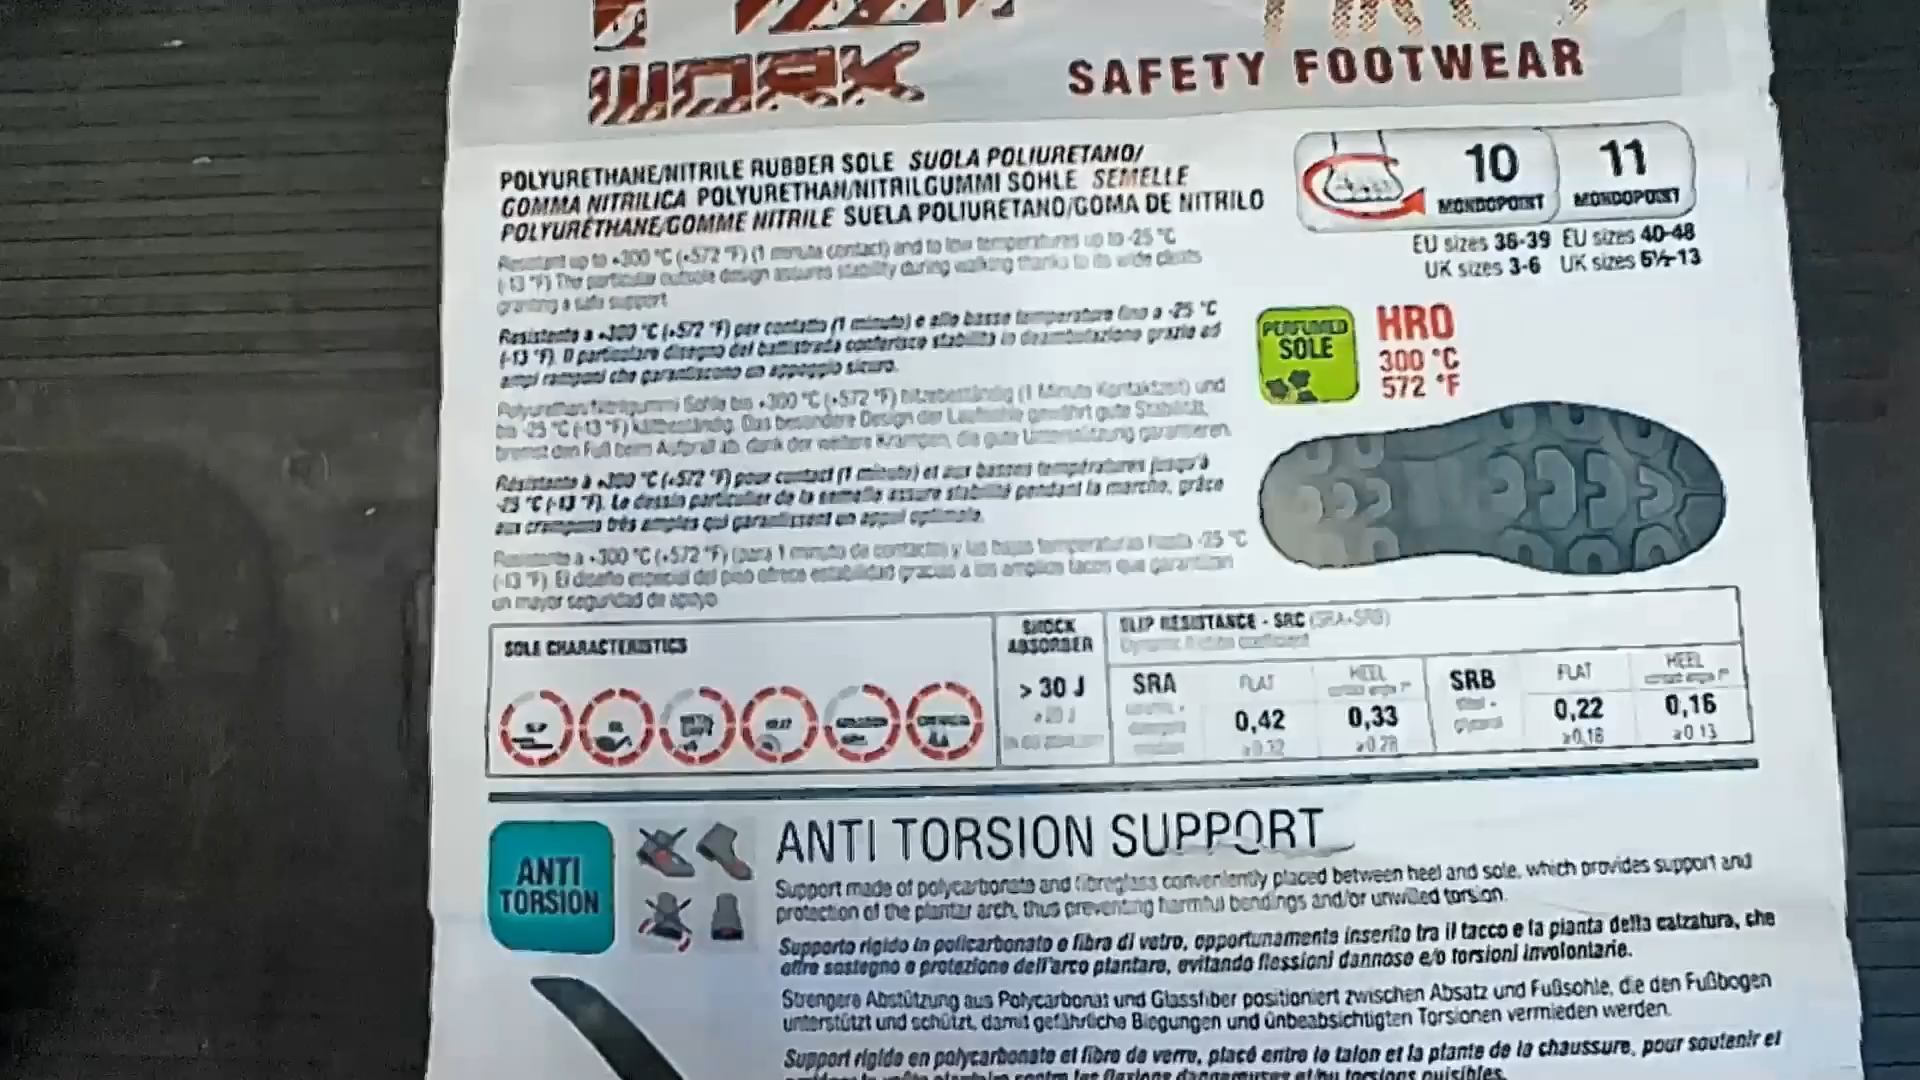 WORK
SAFETY FOOTWEAR
POLYURETHANE/NITRILE RUBBER SOLE SUOLA POLIURETANO/
GOMMA NITRILICA POLYURETHAN/NITRILGUMMI SOHLE SEMELLE
POLYURÉTHANE/GOMME NITRILE SUELA POLIURETANO/GOMA DE NITRILO
10
MONDOPOINT
11
MONDOPOINT
EU sizes 36-39 EU sizes 40-48
UK sizes 3-6 UK sizes 6½-13
Resistant up to +300 °C (+572 °F) (1 minute contact) and to low temperatures up to -25 °C
(-13 °F) The particular outsole design assures stability during walking thanks to its wide cleats
granting a safe support
Resistente a +300 °C (+572 °F) per contatto (1 minuto) e alle basse temperature fino a -25 °C
(-13 °F). Il particolare disegno del battistrada conferisce stabilità in deambulazione grazie ad
ampi ramponi che garantiscono un appoggio sicuro.
Sohle bis +300 °C (+572 °F) hitzebeständig (1 Minute Kontaktzeit) und
bis -25 °C (-13 °F) kältbeständig. Das besondere Design der Laufsohle gewährt gute Stabilität,
bremst den Fuß beim Aufprall ab, dank der weitere Krampen, die gute Unterstützung garantieren.
Résistante à +300 °C (+572 °F) pour contact (1 minute) et aux basses températures jusqu'à
-25 °C (-13 °F). Le dessin particulier de la semelle assure stabilité pendant la marche, grâce
aux crampons très amples qui garantissent un appui optimale.
Resistente a +300 °C (+572 °F) (para 1 minuto de contacto) y las bajas temperaturas hasta -25 °C
(-13 °F). El diseño especial del piso ofrece estabilidad gracias a los amplios tacos que garantizan
un mayor seguridad de apoyo
PERFUMED
SOLE
HRO
300 °C
572 °F
SOLE CHARACTERISTICS
SHOCK
ABSORBER
> 30 J
SLIP RESISTANCE - SRC (SRA+SRB)
Dynamic friction coefficient
SRA FLAT HEEL SRB FLAT HEEL
0,42 0,33 0,22 0,16
≥0.32 ≥0.28 ≥0.18 ≥0.13
ANTI
TORSION
ANTI TORSION SUPPORT
Support made of polycarbonate and fibreglass conveniently placed between heel and sole, which provides support and
protection of the plantar arch, thus preventing harmful bendings and/or unwilled torsion.
Supporto rigido in policarbonato e fibra di vetro, opportunamente inserito tra il tacco e la pianta della calzatura, che
offre sostegno e protezione dell'arco plantare, evitando flessioni dannose e/o torsioni involontarie.
Strengere Abstützung aus Polycarbonat und Glassfiber positioniert zwischen Absatz und Fußsohle, die den Fußbogen
unterstützt und schützt, damit gefährliche Biegungen und unbeabsichtigten Torsionen vermieden werden.
Support rigide en polycarbonate et fibre de verre, placé entre le talon et la plante de la chaussure, pour soutenir et